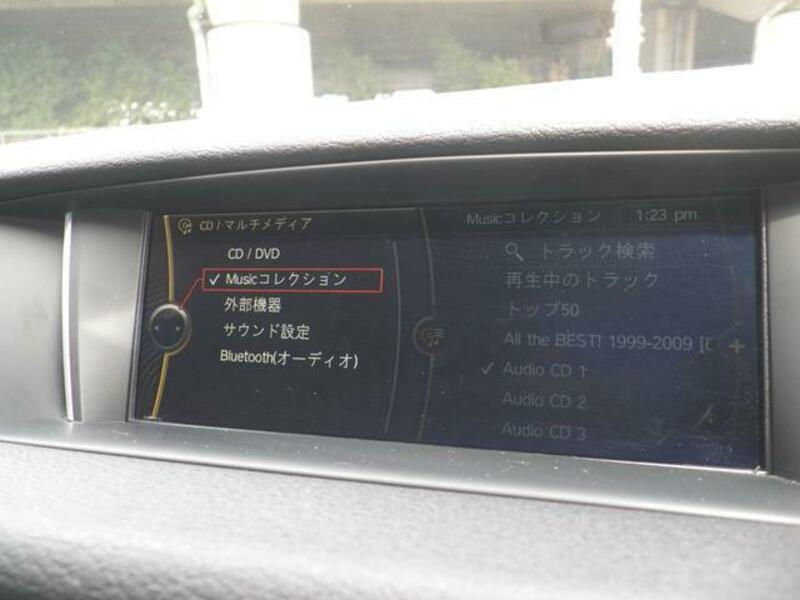 CD / マルチメディア
CD / DVD
✓ Musicコレクション
外部機器
サウンド設定
Bluetooth(オーディオ)
Musicコレクション 1:23 pm
トラック検索
再生中のトラック
トップ50
All the BEST! 1999-2009 [D
✓ Audio CD 1
Audio CD 2
Audio CD 3